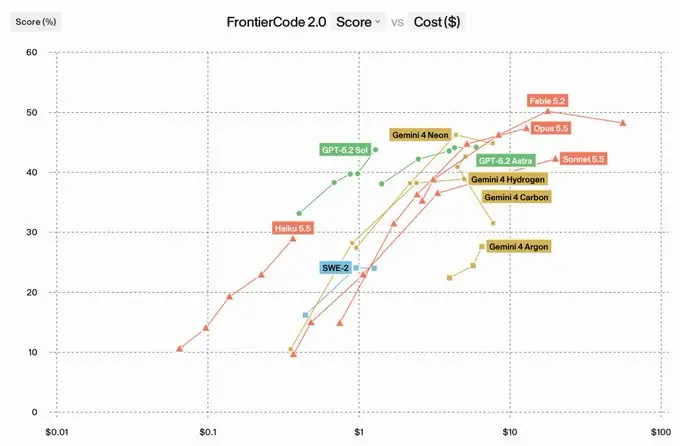 Score (%)
FrontierCode 2.0 Score vs Cost ($)
60
50
40
30
20
10
0
Fable 5.2
Opus 5.5
Gemini 4 Neon
GPT-6.2 Sol
GPT-6.2 Astra
Sonnet 5.5
Gemini 4 Hydrogen
Gemini 4 Carbon
Haiku 5.5
Gemini 4 Argon
SWE-2
$0.01
$0.1
$1
$10
$100